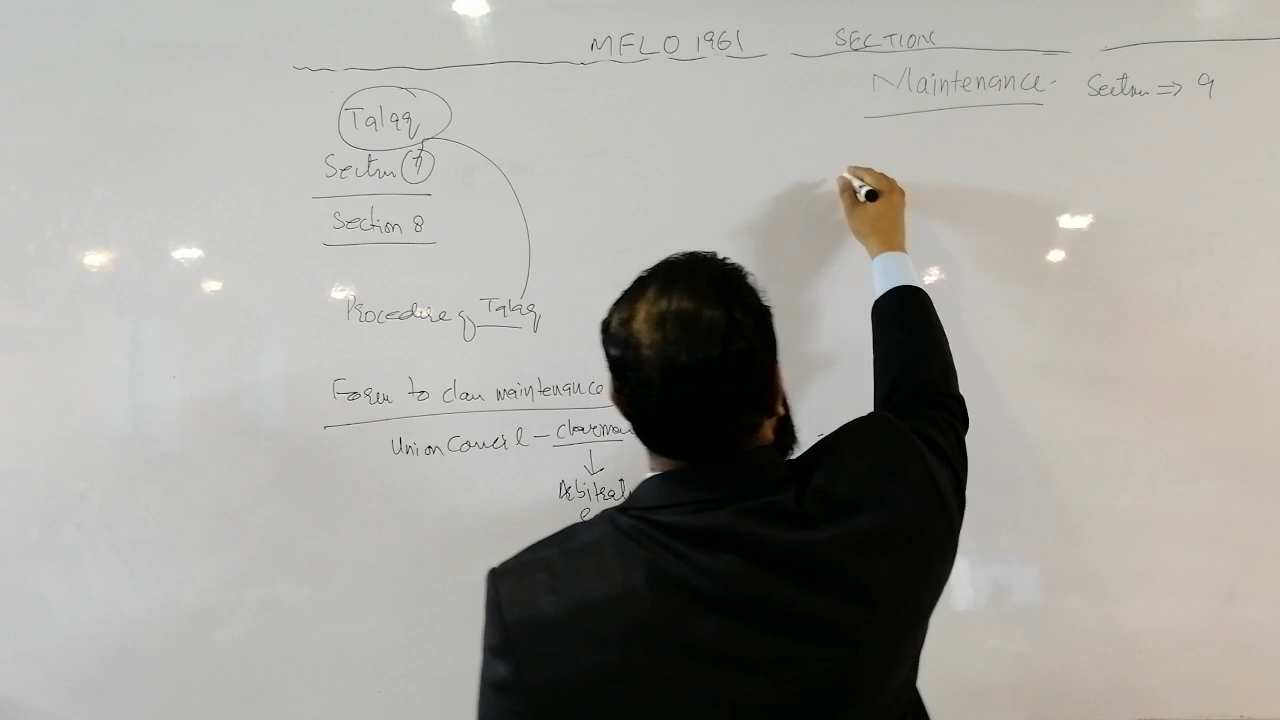 MFLO 1961 SECTION
Maintenance. Section => 9
Talaq
Section 7
Section 8
Procedure of Talaq
Form to claim maintenance
Union Council - Chairman
Arbitral